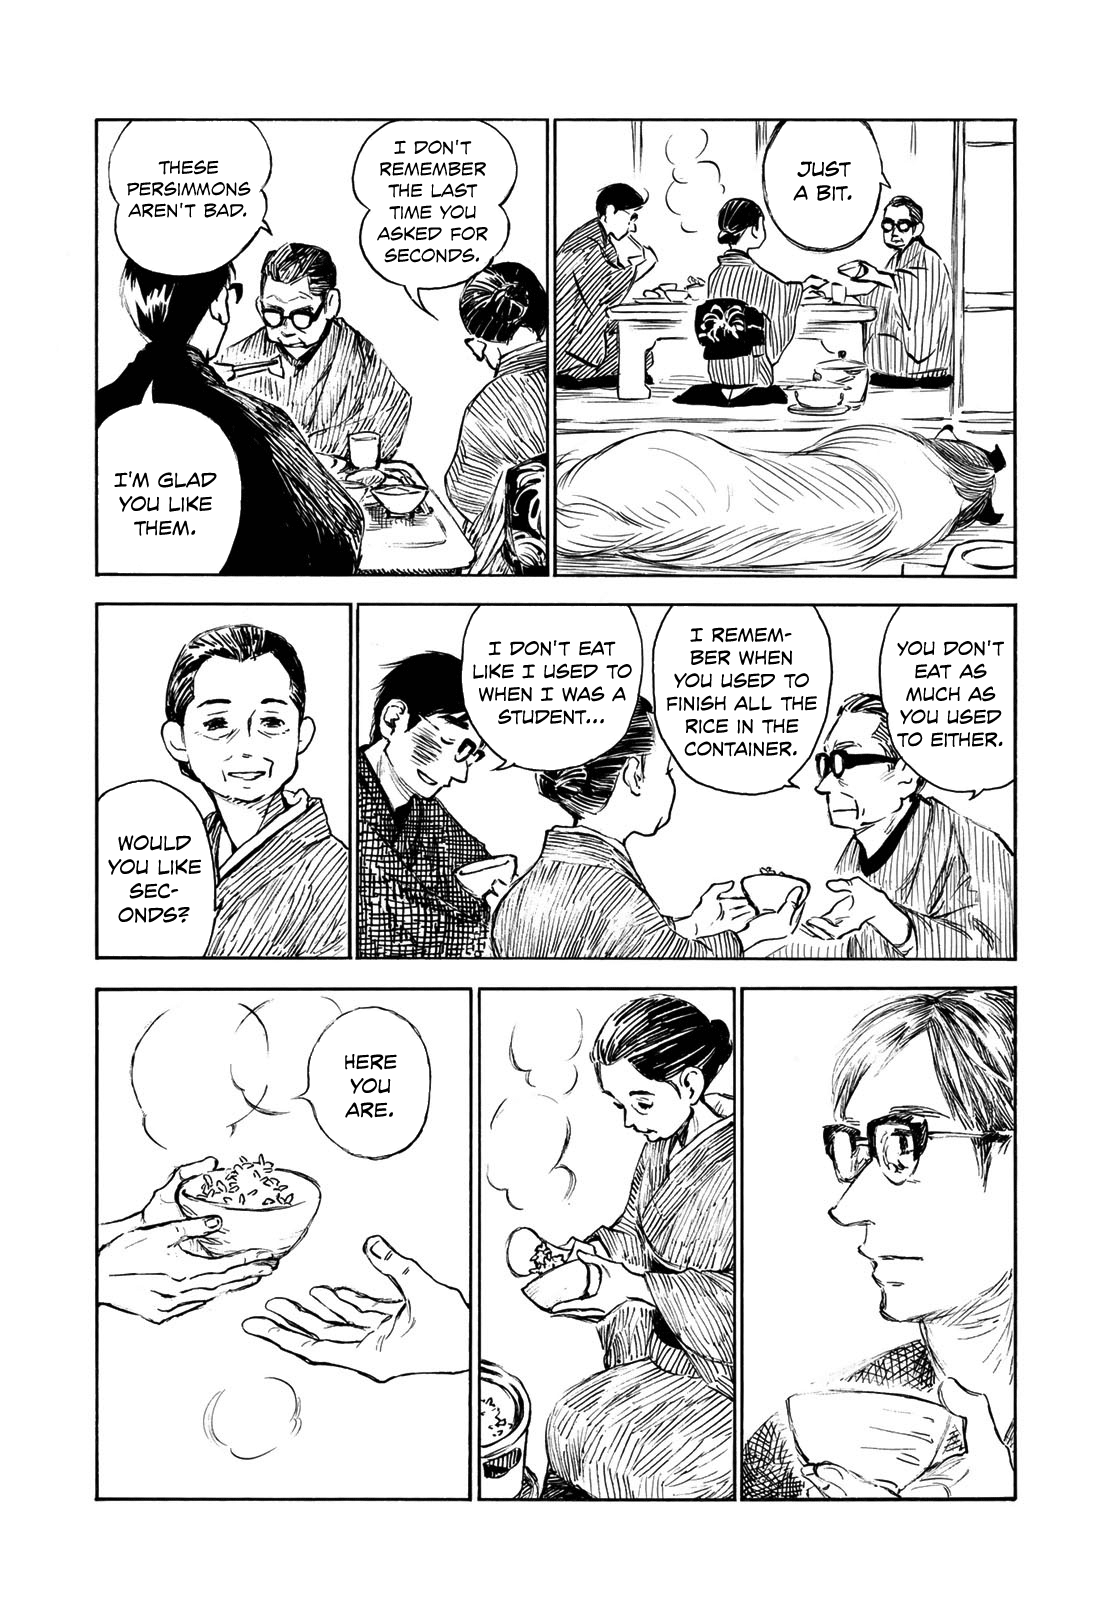 JUST
A BIT.
I DON'T
REMEMBER
THE LAST
TIME YOU
ASKED FOR
SECONDS.
THESE
PERSIMMONS
AREN'T BAD.
I'M GLAD
YOU LIKE
THEM.
YOU DON'T
EAT AS
MUCH AS
YOU USED
TO EITHER.
I REMEM-
BER WHEN
YOU USED TO
FINISH ALL THE
RICE IN THE
CONTAINER.
I DON'T EAT
LIKE I USED TO
WHEN I WAS A
STUDENT...
WOULD
YOU LIKE
SEC-
ONDS?
HERE
YOU
ARE.